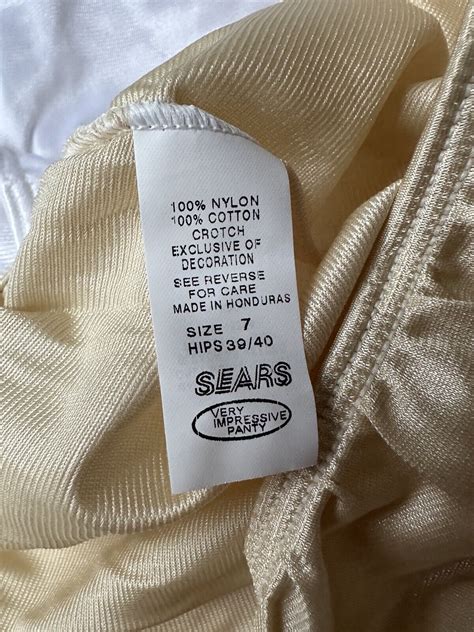 100% NYLON
100% COTTON
CROTCH
EXCLUSIVE OF
DECORATION
SEE REVERSE
FOR CARE
MADE IN HONDURAS
SIZE 7
HIPS 39/40
SEARS
VERY
IMPRESSIVE
PANTY